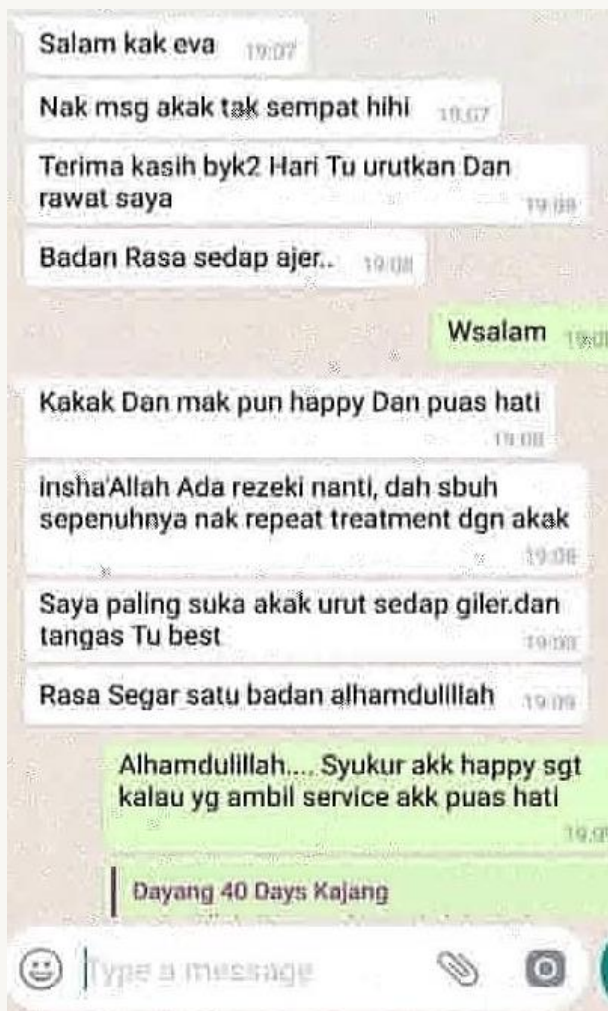 Salam kak eva 19:07
Nak msg akak tak sempat hihi 19:07
Terima kasih byk2 Hari Tu urutkan Dan
rawat saya 19:08
Badan Rasa sedap ajer.. 19:08
Wsalam
Kakak Dan mak pun happy Dan puas hati
19:08
insha'Allah Ada rezeki nanti, dah sbuh
sepenuhnya nak repeat treatment dgn akak
19:08
Saya paling suka akak urut sedap giler.dan
tangas Tu best
Rasa Segar satu badan alhamdulillah 19:09
Alhamdulillah.... Syukur akk happy sgt
kalau yg ambil service akk puas hati
Dayang 40 Days Kajang
Type a message